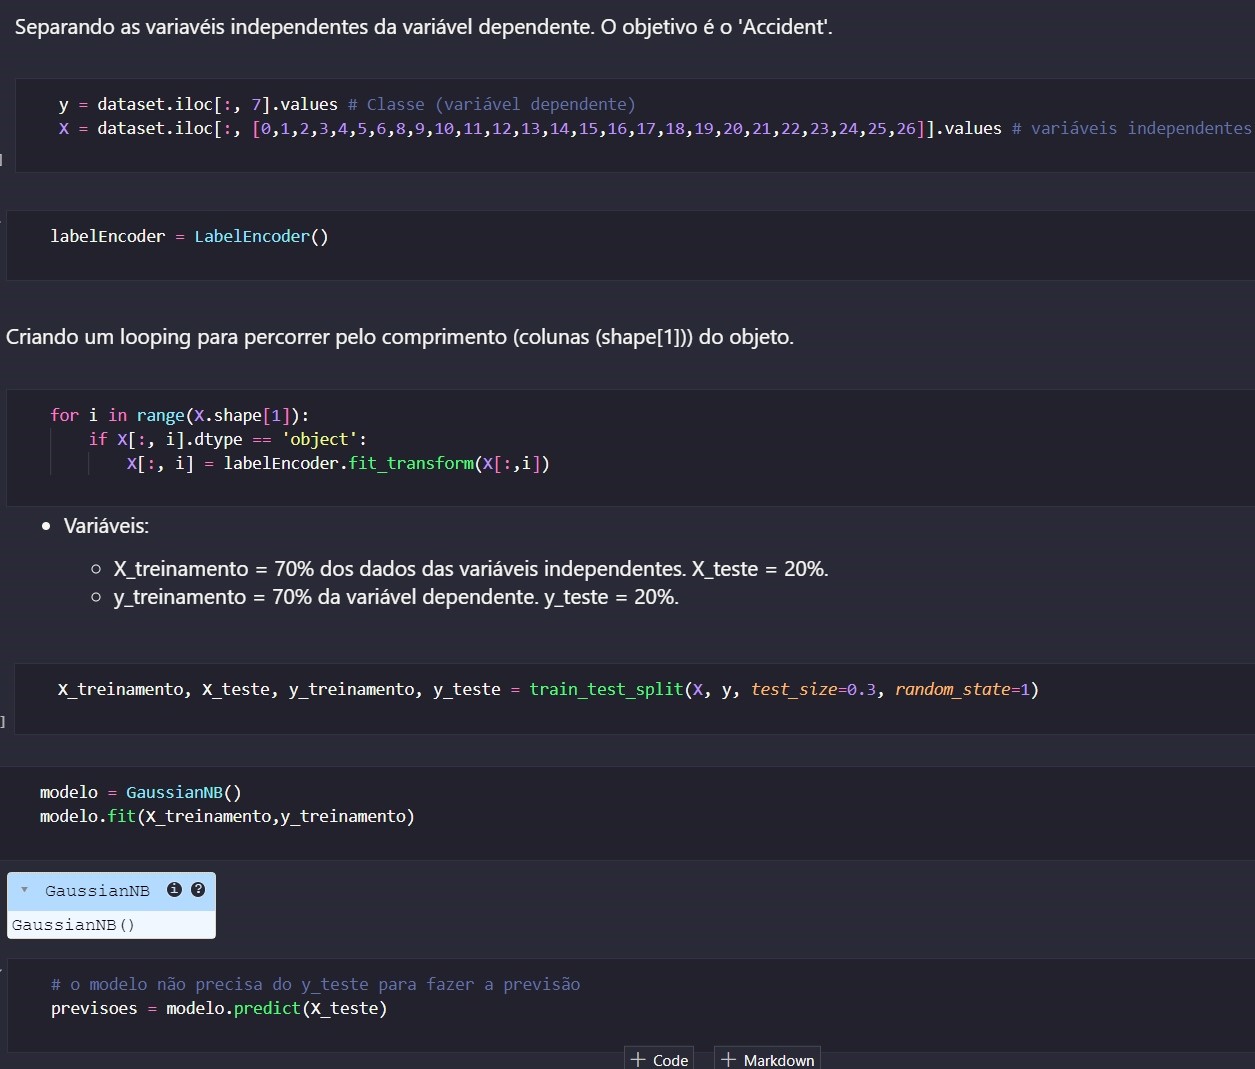 Separando as variavéis independentes da variável dependente. O objetivo é o 'Accident'.
y = dataset.iloc[:, 7].values # Classe (variável dependente)
X = dataset.iloc[:, [0,1,2,3,4,5,6,8,9,10,11,12,13,14,15,16,17,18,19,20,21,22,23,24,25,26]].values # variáveis independentes
labelEncoder = LabelEncoder()
Criando um looping para percorrer pelo comprimento (colunas (shape[1])) do objeto.
for i in range(X.shape[1]):
if X[:, i].dtype == 'object':
X[:, i] = labelEncoder.fit_transform(X[:,i])
• Variáveis:
○ X_treinamento = 70% dos dados das variáveis independentes. X_teste = 20%.
○ y_treinamento = 70% da variável dependente. y_teste = 20%.
X_treinamento, X_teste, y_treinamento, y_teste = train_test_split(X, y, test_size=0.3, random_state=1)
]
modelo = GaussianNB()
modelo.fit(X_treinamento,y_treinamento)
GaussianNB
GaussianNB()
# o modelo não precisa do y_teste para fazer a previsão
previsoes = modelo.predict(X_teste)
+ Code + Markdown